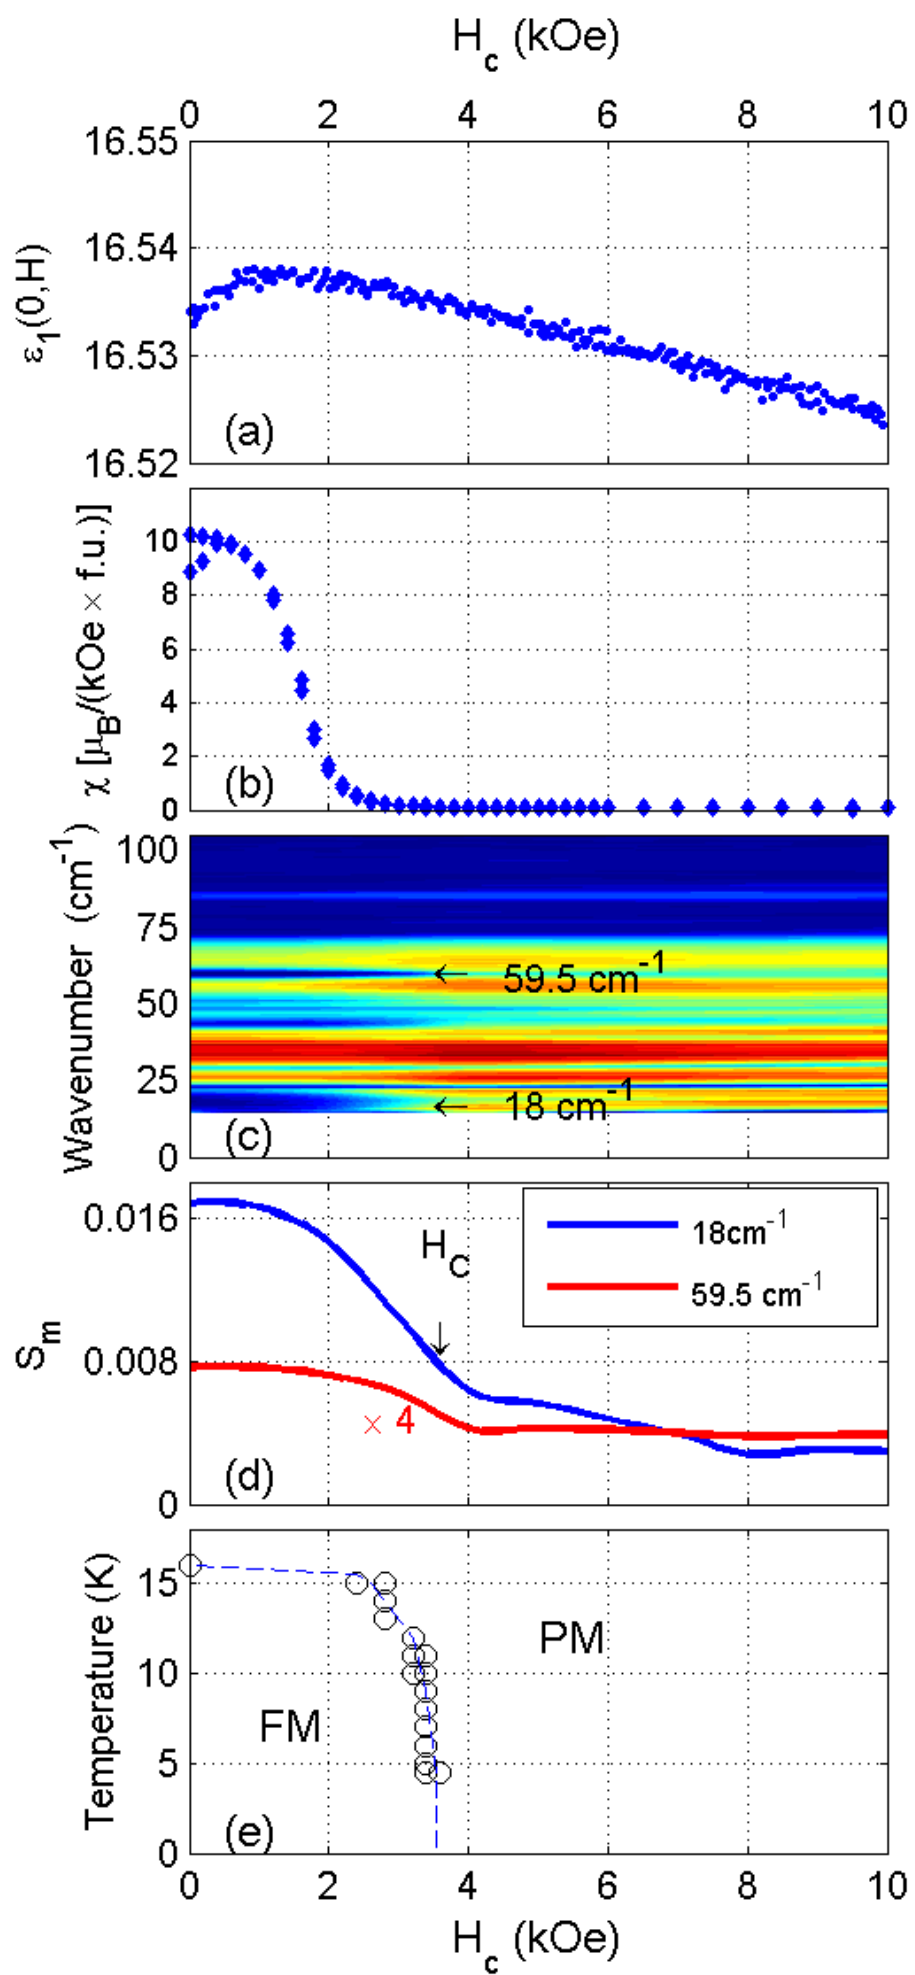 H_c (kOe)
0 2 4 6 8 10
16.55
16.54
16.53
16.52
ε_1(0,H)
(a)
10
8
6
4
2
0
χ [μ_B/(kOe × f.u.)]
(b)
100
75
50
25
0
Wavenumber (cm^-1)
← 59.5 cm^-1
← 18 cm^-1
(c)
0.016
0.008
0
S_m
H_C
↓
18cm^-1
59.5 cm^-1
× 4
(d)
15
10
5
0
Temperature (K)
PM
FM
(e)
0 2 4 6 8 10
H_c (kOe)